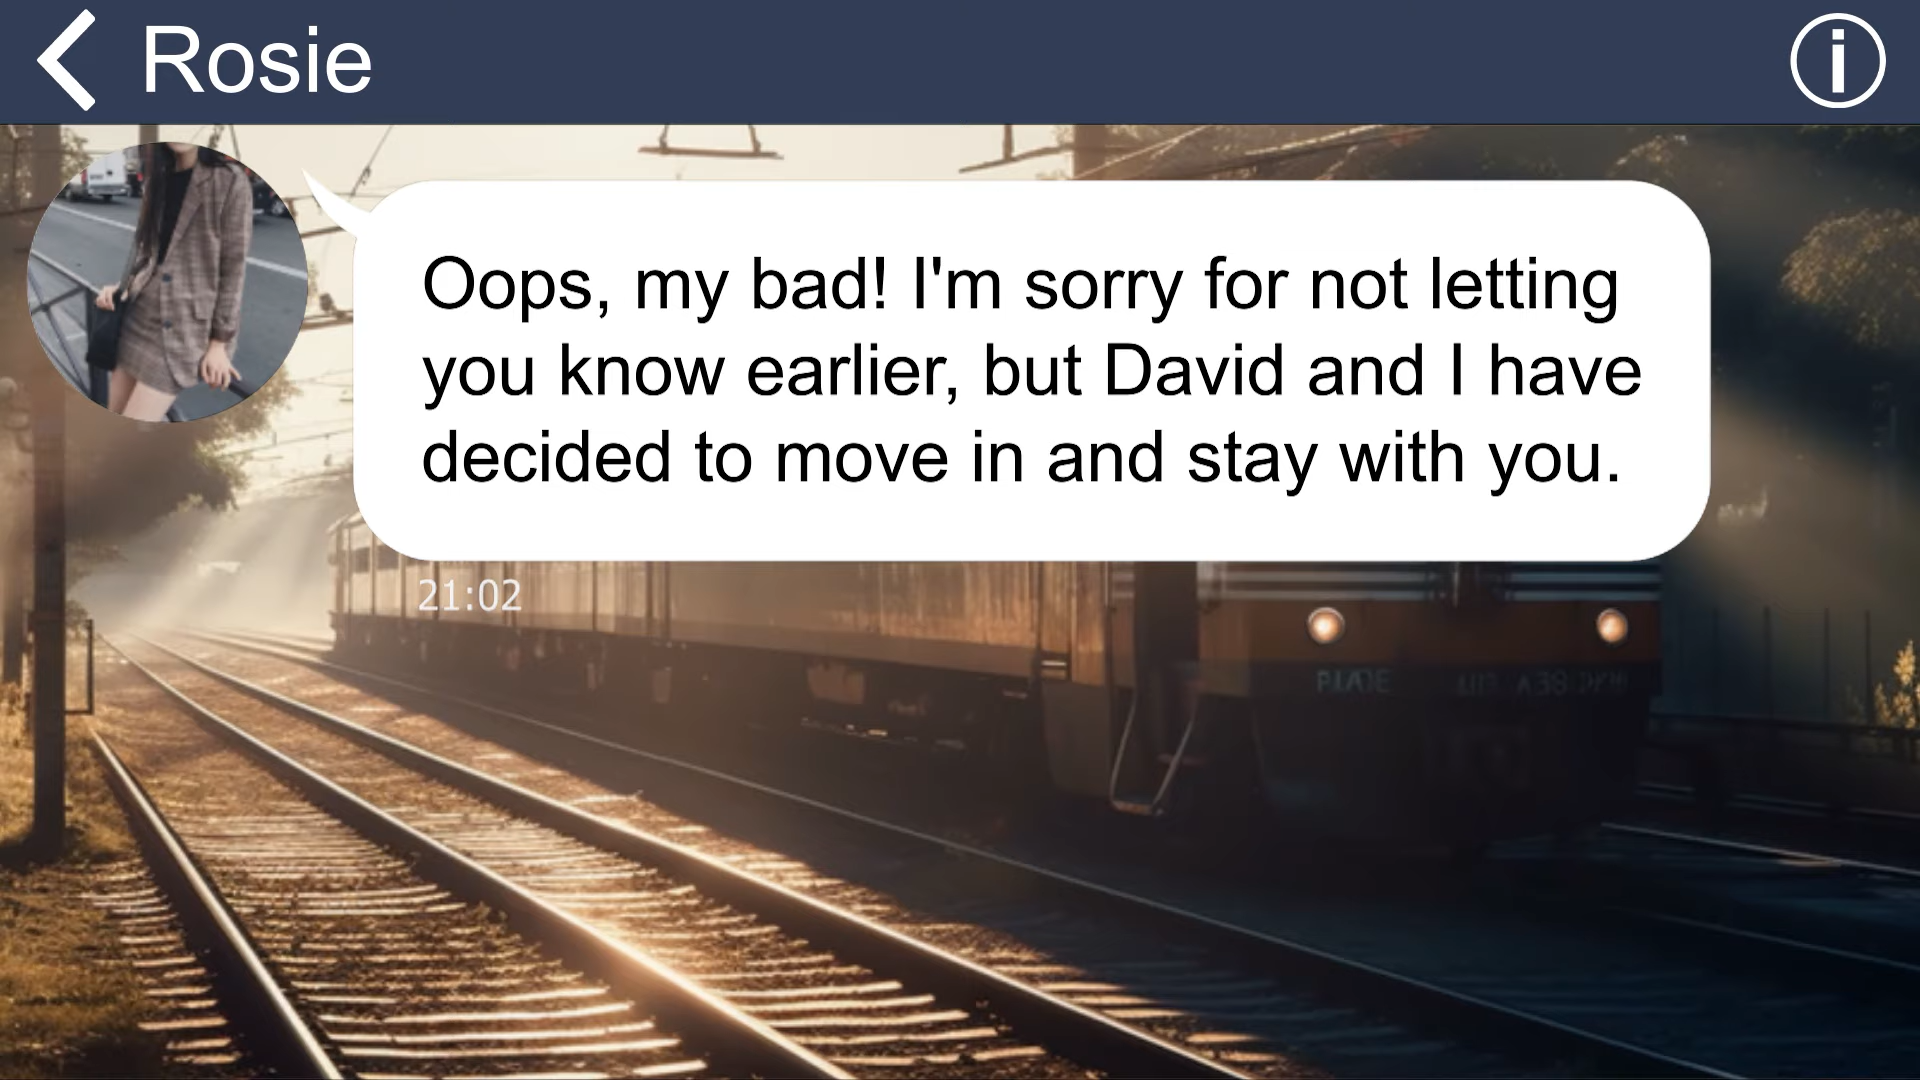 Rosie
Oops, my bad! I'm sorry for not letting
you know earlier, but David and I have
decided to move in and stay with you.
21:02